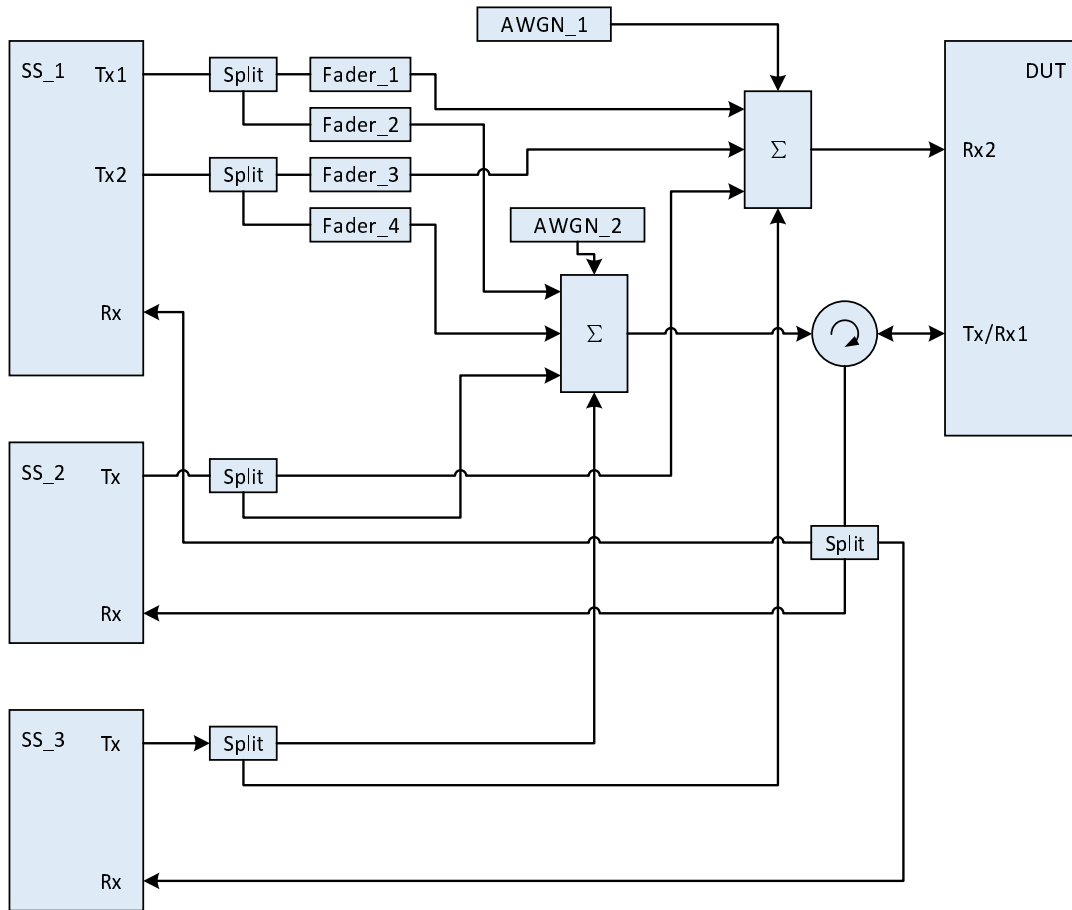 AWGN_1
SS_1
Tx1
Split
Fader_1
DUT
Fader_2
Σ
Rx2
Tx2
Split
Fader_3
Fader_4
AWGN_2
Rx
Σ
Tx/Rx1
SS_2
Tx
Split
Split
Rx
SS_3
Tx
Split
Rx